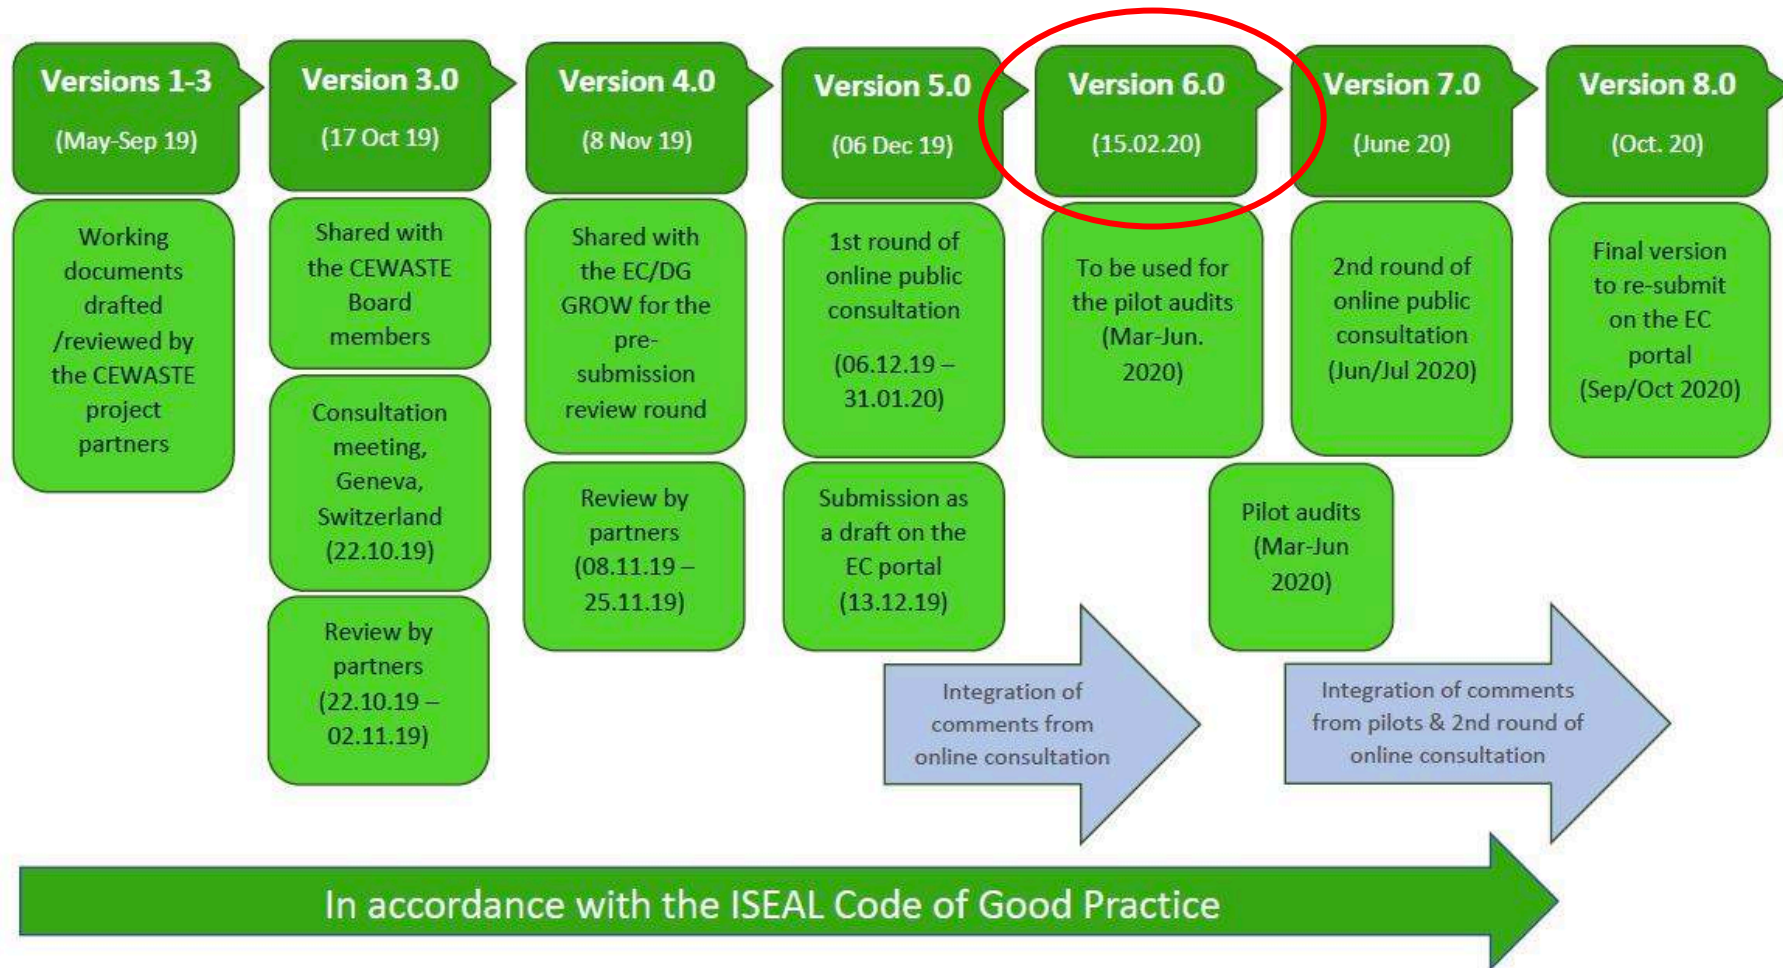 Versions 1-3
(May-Sep 19)
Working
documents
drafted
/reviewed by
the CEWASTE
project
partners
Version 3.0
(17 Oct 19)
Shared with
the CEWASTE
Board
members
Consultation
meeting,
Geneva,
Switzerland
(22.10.19)
Review by
partners
(22.10.19 –
02.11.19)
Version 4.0
(8 Nov 19)
Shared with
the EC/DG
GROW for the
pre-
submission
review round
Review by
partners
(08.11.19 –
25.11.19)
Version 5.0
(06 Dec 19)
1st round of
online public
consultation
(06.12.19 –
31.01.20)
Submission as
a draft on the
EC portal
(13.12.19)
Version 6.0
(15.02.20)
To be used for
the pilot audits
(Mar-Jun.
2020)
Version 7.0
(June 20)
2nd round of
online public
consultation
(Jun/Jul 2020)
Pilot audits
(Mar-Jun
2020)
Version 8.0
(Oct. 20)
Final version
to re-submit
on the EC
portal
(Sep/Oct 2020)
Integration of
comments from
online consultation
Integration of comments
from pilots & 2nd round of
online consultation
In accordance with the ISEAL Code of Good Practice